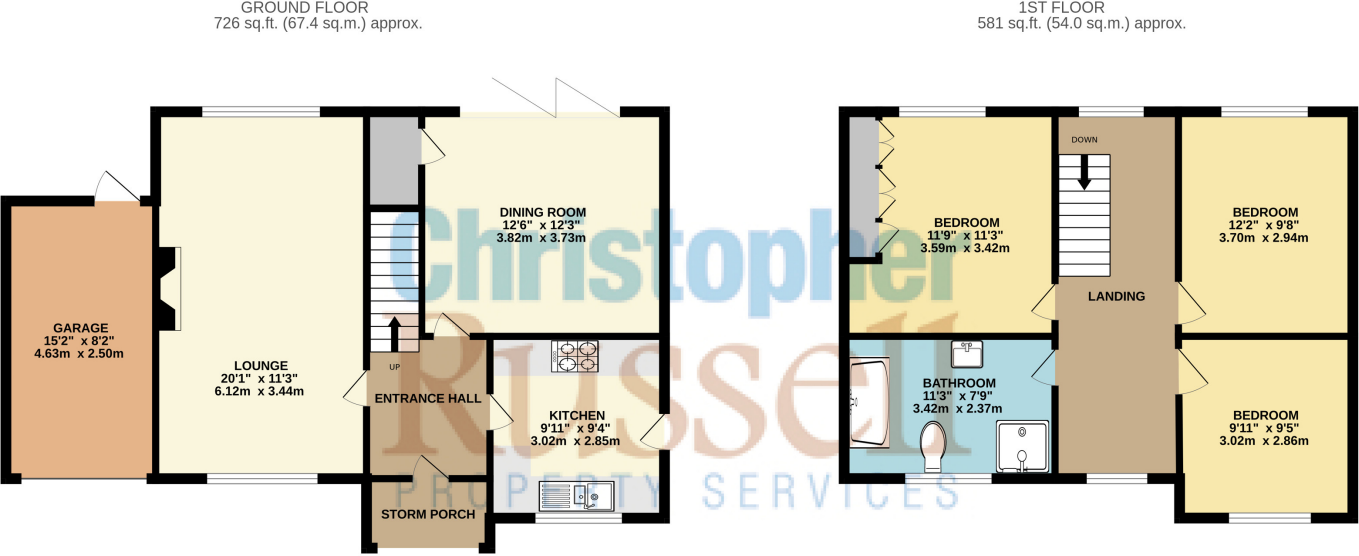 GROUND FLOOR
726 sq.ft. (67.4 sq.m.) approx.
1ST FLOOR
581 sq.ft. (54.0 sq.m.) approx.
GARAGE
15'2" x 8'2"
4.63m x 2.50m
LOUNGE
20'1" x 11'3"
6.12m x 3.44m
DINING ROOM
12'6" x 12'3"
3.82m x 3.73m
UP
ENTRANCE HALL
KITCHEN
9'11" x 9'4"
3.02m x 2.85m
STORM PORCH
DOWN
BEDROOM
11'9" x 11'3"
3.59m x 3.42m
BEDROOM
12'2" x 9'8"
3.70m x 2.94m
LANDING
BATHROOM
11'3" x 7'9"
3.42m x 2.37m
BEDROOM
9'11" x 9'5"
3.02m x 2.86m
Christopher
Russell
PROPERTY SERVICES